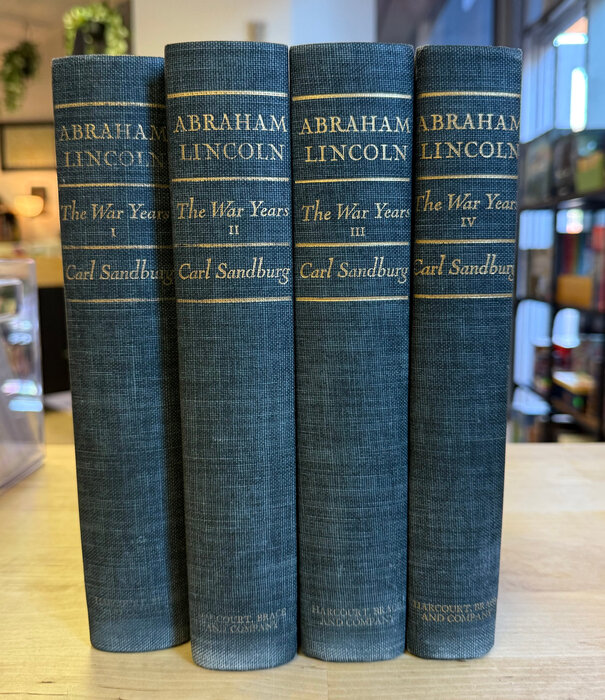 ABRAHAM
LINCOLN
The War Years
I
Carl Sandburg
ABRAHAM
LINCOLN
The War Years
II
Carl Sandburg
HARCOURT, BRACE
AND COMPANY
ABRAHAM
LINCOLN
The War Years
III
Carl Sandburg
HARCOURT, BRACE
AND COMPANY
ABRAHAM
LINCOLN
The War Years
IV
Carl Sandburg
HARCOURT, BRACE
AND COMPANY